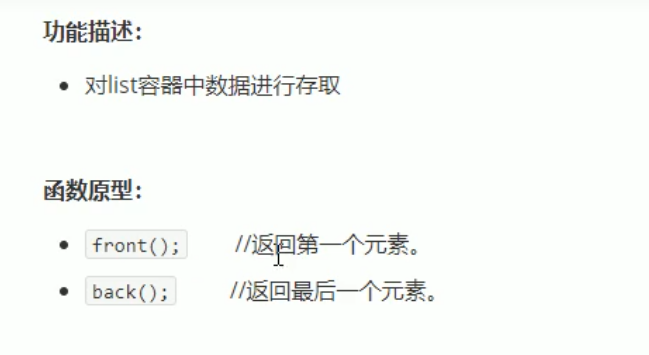 功能描述：
对list容器中数据进行存取
函数原型：
front(); //返回第一个元素。
back(); //返回最后一个元素。